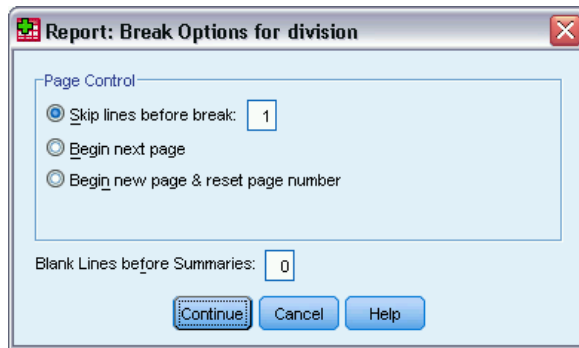 Report: Break Options for division
Page Control
Skip lines before break: 1
Begin next page
Begin new page & reset page number
Blank Lines before Summaries: 0
Continue Cancel Help